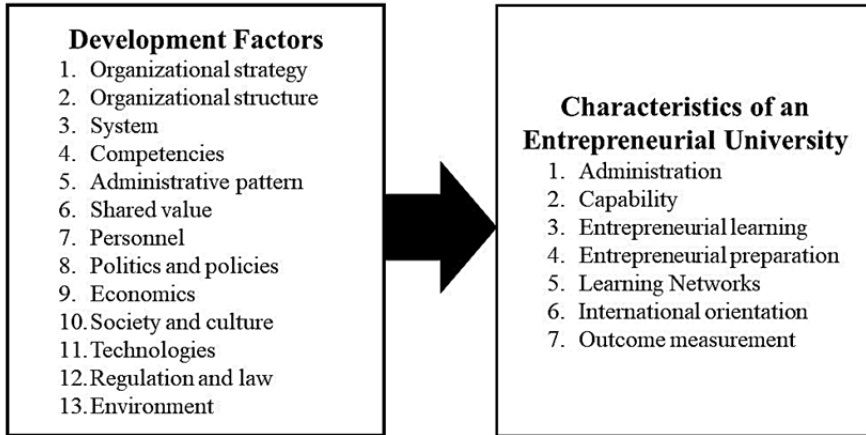 Development Factors
1. Organizational strategy
2. Organizational structure
3. System
4. Competencies
5. Administrative pattern
6. Shared value
7. Personnel
8. Politics and policies
9. Economics
10. Society and culture
11. Technologies
12. Regulation and law
13. Environment
Characteristics of an
Entrepreneurial University
1. Administration
2. Capability
3. Entrepreneurial learning
4. Entrepreneurial preparation
5. Learning Networks
6. International orientation
7. Outcome measurement